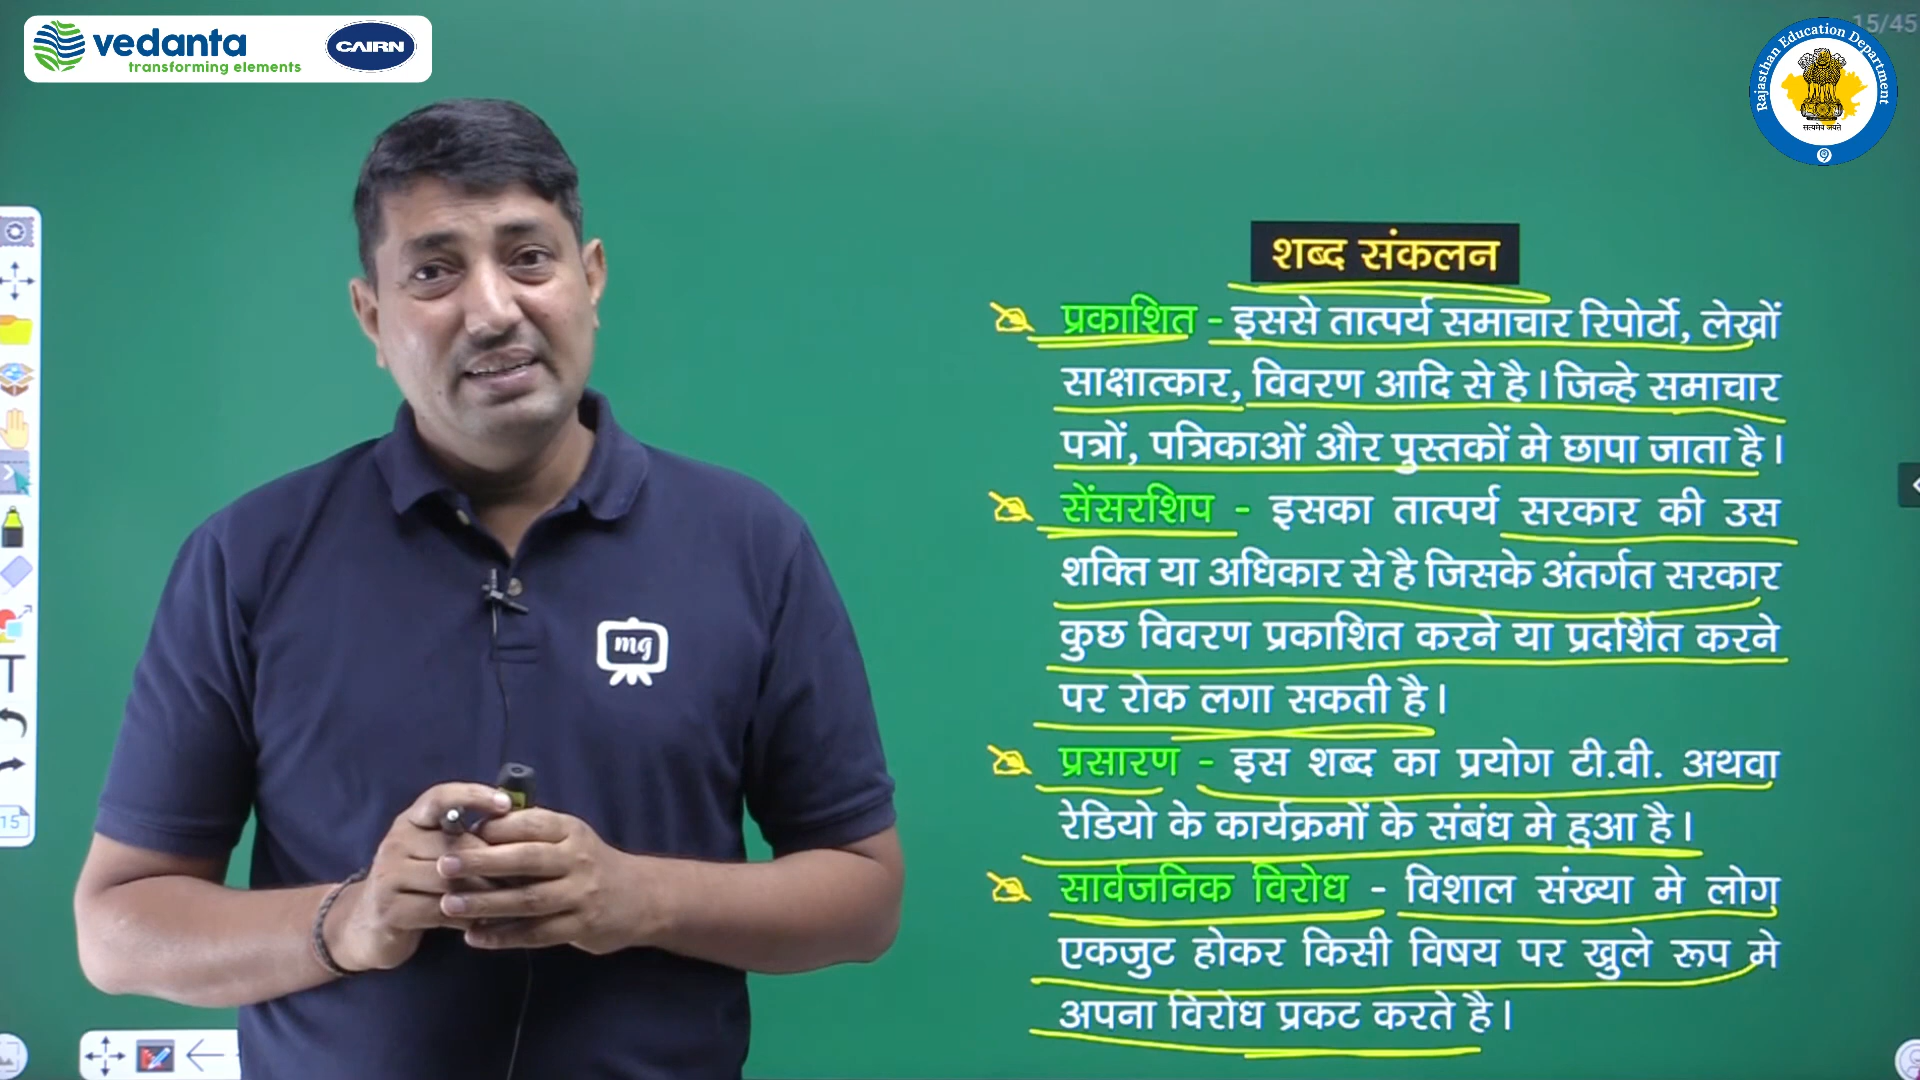 vedanta
transforming elements
CAIRN
15/45
Rajasthan Education Department
सत्यमेव जयते
शब्द संकलन
प्रकाशित - इससे तात्पर्य समाचार रिपोर्टो, लेखों
साक्षात्कार, विवरण आदि से है। जिन्हे समाचार
पत्रों, पत्रिकाओं और पुस्तकों मे छापा जाता है।
सेंसरशिप - इसका तात्पर्य सरकार की उस
शक्ति या अधिकार से है जिसके अंतर्गत सरकार
कुछ विवरण प्रकाशित करने या प्रदर्शित करने
पर रोक लगा सकती है।
प्रसारण - इस शब्द का प्रयोग टी.वी. अथवा
रेडियो के कार्यक्रमों के संबंध मे हुआ है।
सार्वजनिक विरोध - विशाल संख्या मे लोग
एकजुट होकर किसी विषय पर खुले रूप मे
अपना विरोध प्रकट करते है।
mg
T
15